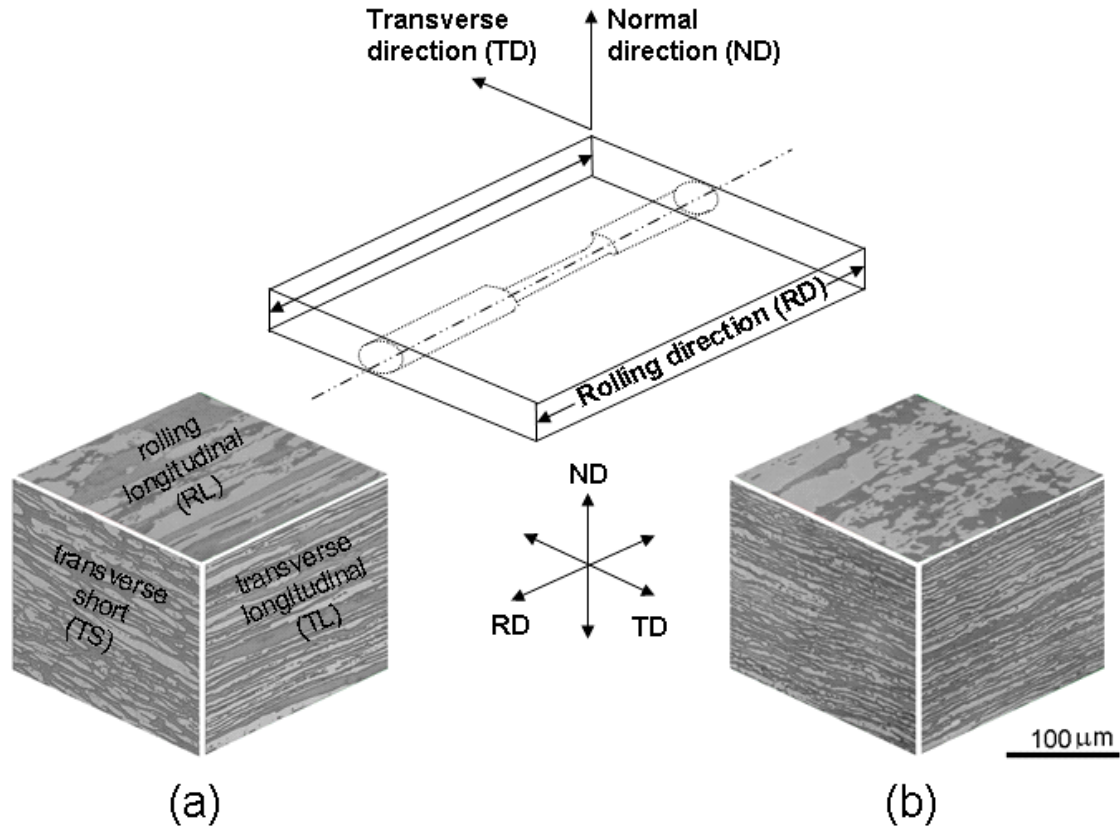 Transverse
direction (TD)
Normal
direction (ND)
Rolling direction (RD)
rolling
longitudinal
(RL)
transverse
short
(TS)
transverse
longitudinal
(TL)
ND
RD
TD
100 μm
(a)
(b)